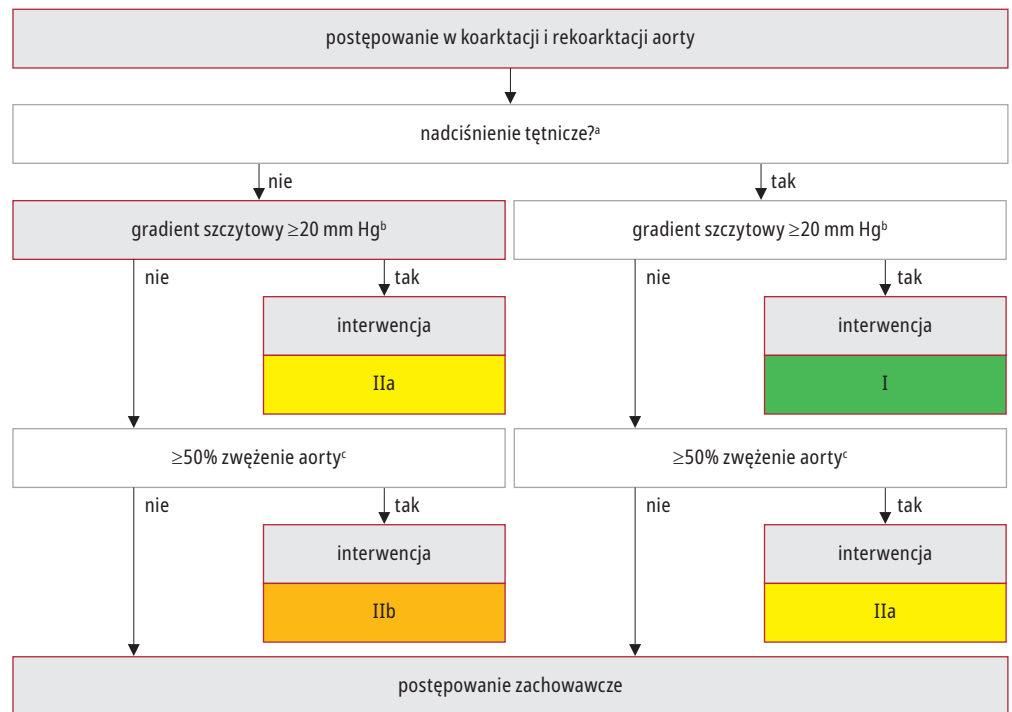 postępowanie w koarktacji i rekoarktacji aorty
nadciśnienie tętnicze?ᵃ
nie
tak
gradient szczytowy ≥20 mm Hgᵇ
gradient szczytowy ≥20 mm Hgᵇ
nie
tak
nie
tak
interwencja
interwencja
IIa
I
≥50% zwężenie aortyᶜ
≥50% zwężenie aortyᶜ
nie
tak
nie
tak
interwencja
interwencja
IIb
IIa
postępowanie zachowawcze